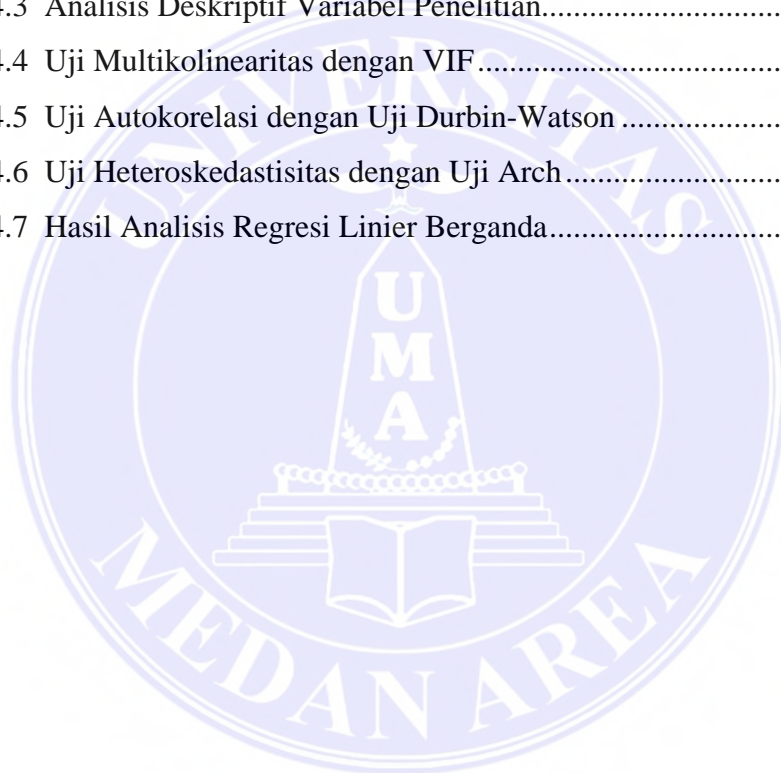 4.3 Analisis Deskriptif Variabel Penelitian..............................
4.4 Uji Multikolinearitas dengan VIF.....................................
4.5 Uji Autokorelasi dengan Uji Durbin-Watson ....................
4.6 Uji Heteroskedastisitas dengan Uji Arch..........................
4.7 Hasil Analisis Regresi Linier Berganda............................
UNIVERSITAS
UMA
MEDAN AREA